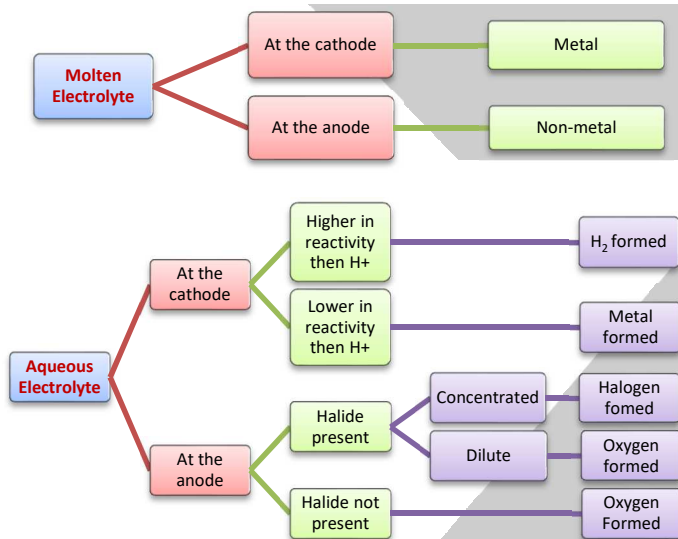 Molten
Electrolyte
At the cathode
Metal
At the anode
Non-metal
Aqueous
Electrolyte
At the
cathode
Higher in
reactivity
then H+
H₂ formed
Lower in
reactivity
then H+
Metal
formed
At the
anode
Halide
present
Concentrated
Halogen
fomed
Dilute
Oxygen
formed
Halide not
present
Oxygen
Formed